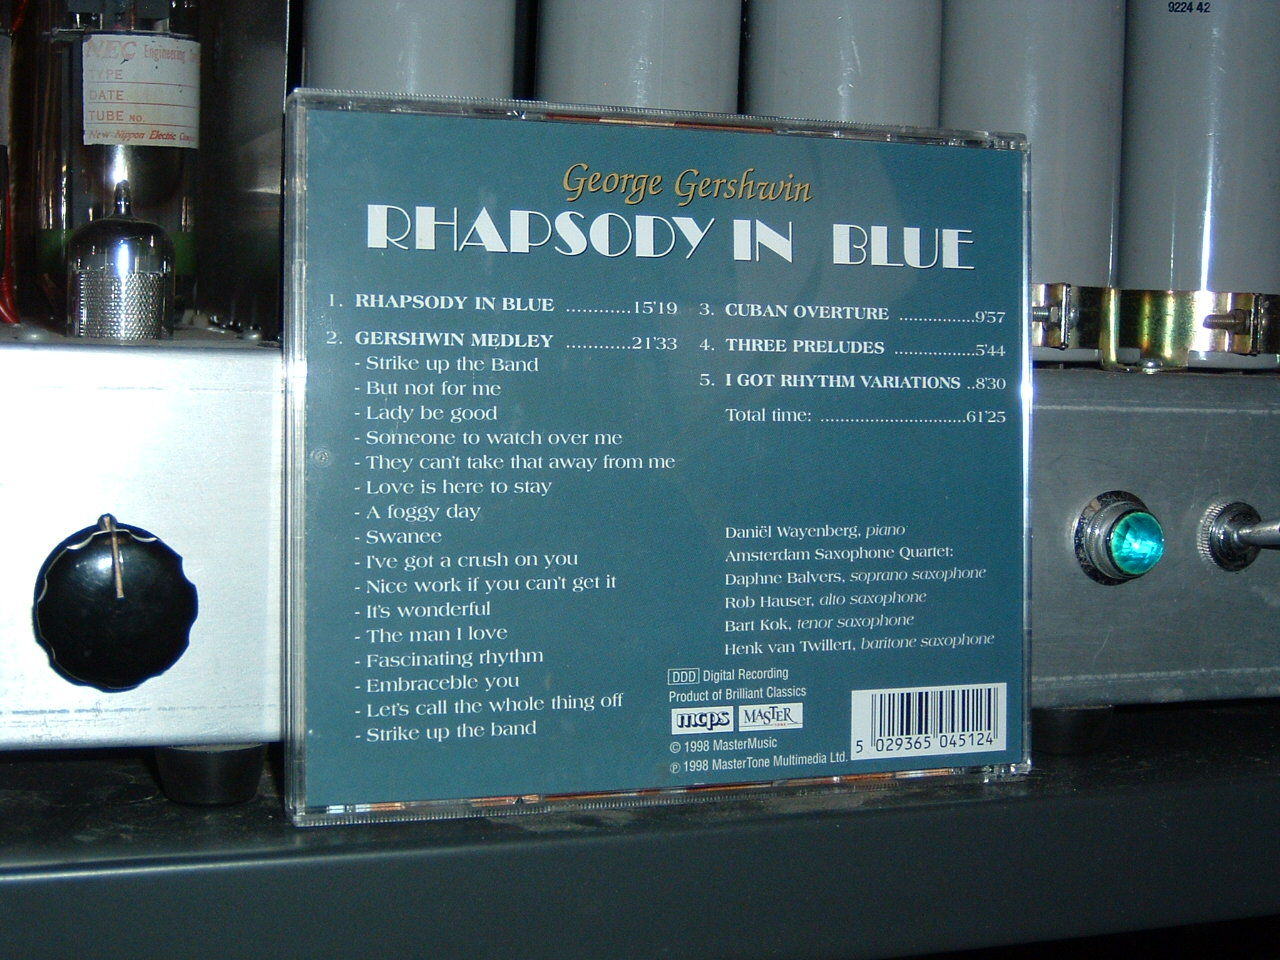 NEC Engineering
TYPE
DATE
TUBE NO.
New Nippon Electric
9224 42
George Gershwin
RHAPSODY IN BLUE
1. RHAPSODY IN BLUE ............15'19
2. GERSHWIN MEDLEY ............21'33
- Strike up the Band
- But not for me
- Lady be good
- Someone to watch over me
- They can't take that away from me
- Love is here to stay
- A foggy day
- Swanee
- I've got a crush on you
- Nice work if you can't get it
- It's wonderful
- The man I love
- Fascinating rhythm
- Embraceble you
- Let's call the whole thing off
- Strike up the band
3. CUBAN OVERTURE ..............9'57
4. THREE PRELUDES ...............5'44
5. I GOT RHYTHM VARIATIONS ..8'30
Total time: ...........................61'25
Daniël Wayenberg, piano
Amsterdam Saxophone Quartet:
Daphne Balvers, soprano saxophone
Rob Hauser, alto saxophone
Bart Kok, tenor saxophone
Henk van Twillert, baritone saxophone
DDD Digital Recording
Product of Brilliant Classics
mcps MASTER TONE
© 1998 MasterMusic
℗ 1998 MasterTone Multimedia Ltd.
5 029365 045124